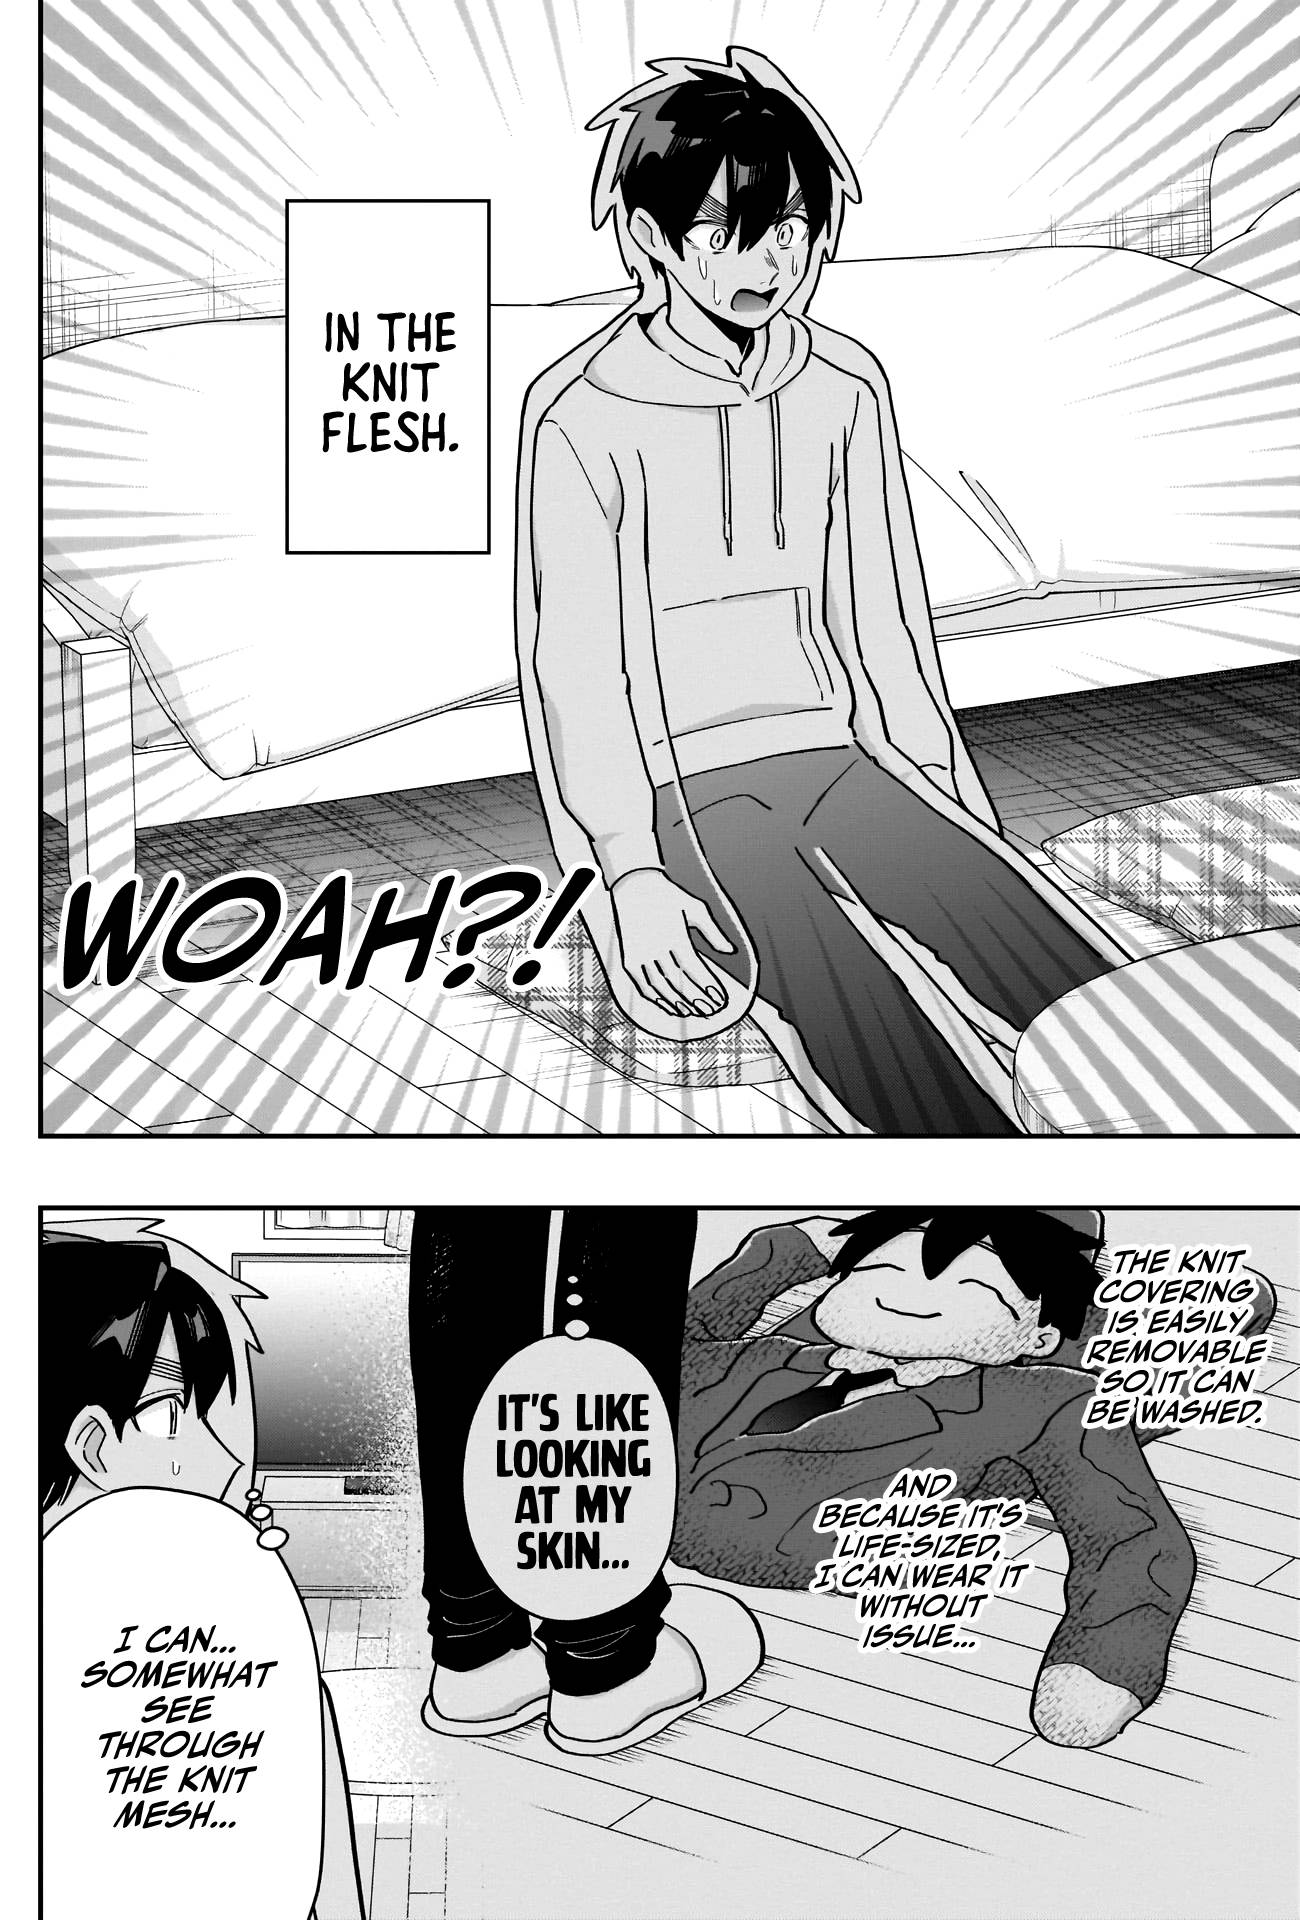 IN THE
KNIT
FLESH.
WOAH?!
THE KNIT
COVERING
IS EASILY
REMOVABLE
SO IT CAN
BE WASHED.
AND
BECAUSE IT'S
LIFE-SIZED,
I CAN WEAR IT
WITHOUT
ISSUE...
IT'S LIKE
LOOKING
AT MY
SKIN...
I CAN...
SOMEWHAT
SEE
THROUGH
THE KNIT
MESH...